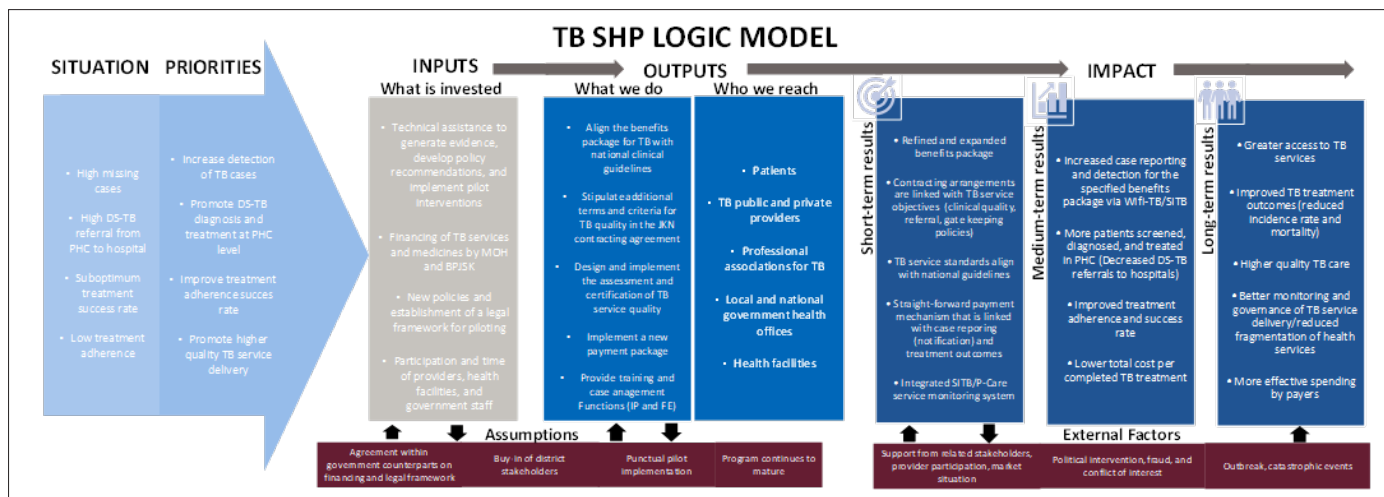 TB SHP LOGIC MODEL
SITUATION
PRIORITIES
INPUTS
OUTPUTS
IMPACT
What is invested
What we do
Who we reach
• High missing
cases
• High DS-TB
referral from
PHC to hospital
• Suboptimum
treatment
success rate
• Low treatment
adherence
• Increase detection
of TB cases
• Promote DS-TB
diagnosis and
treatment at PHC
level
• Improve treatment
adherence succes
rate
• Promote higher
quality TB service
delivery
• Technical assistance to
generate evidence,
develop policy
recommendations, and
implement pilot
interventions
• Financing of TB services
and medicines by MOH
and BPJSK
• New policies and
establishment of a legal
framework for piloting
• Participation and time
of providers, health
facilities, and
government staff
• Align the benefits
package for TB with
national clinical
guidelines
• Stipulate additional
terms and criteria for
TB quality in the JKN
contracting agreement
• Design and implement
the assessment and
certification of TB
service quality
• Implement a new
payment package
• Provide training and
case anagement
Functions (IP and FE)
• Patients
• TB public and private
providers
• Professional
associations for TB
• Local and national
government health
offices
• Health facilities
Short-term results
• Refined and expanded
benefits package
• Contracting arrangements
are linked with TB service
objectives (clinical quality,
referral, gate keeping
policies)
• TB service standards align
with national guidelines
• Straight-forward payment
mechanism that is linked
with case reporting
(notification) and
treatment outcomes
• Integrated SITB/P-Care
service monitoring system
Medium-term results
• Increased case reporting
and detection for the
specified benefits
package via Wifi-TB/SITB
• More patients screened,
diagnosed, and treated
in PHC (Decreased DS-TB
referrals to hospitals)
• Improved treatment
adherence and success
rate
• Lower total cost per
completed TB treatment
Long-term results
• Greater access to TB
services
• Improved TB treatment
outcomes (reduced
incidence rate and
mortality)
• Higher quality TB care
• Better monitoring and
governance of TB service
delivery/reduced
fragmentation of health
services
• More effective spending
by payers
Assumptions
Agreement within
government counterparts on
financing and legal framework
Buy-in of district
stakeholders
Punctual pilot
implementation
Program continues to
mature
External Factors
Support from related stakeholders,
provider participation, market
situation
Political intervention, fraud, and
conflict of interest
Outbreak, catastrophic events